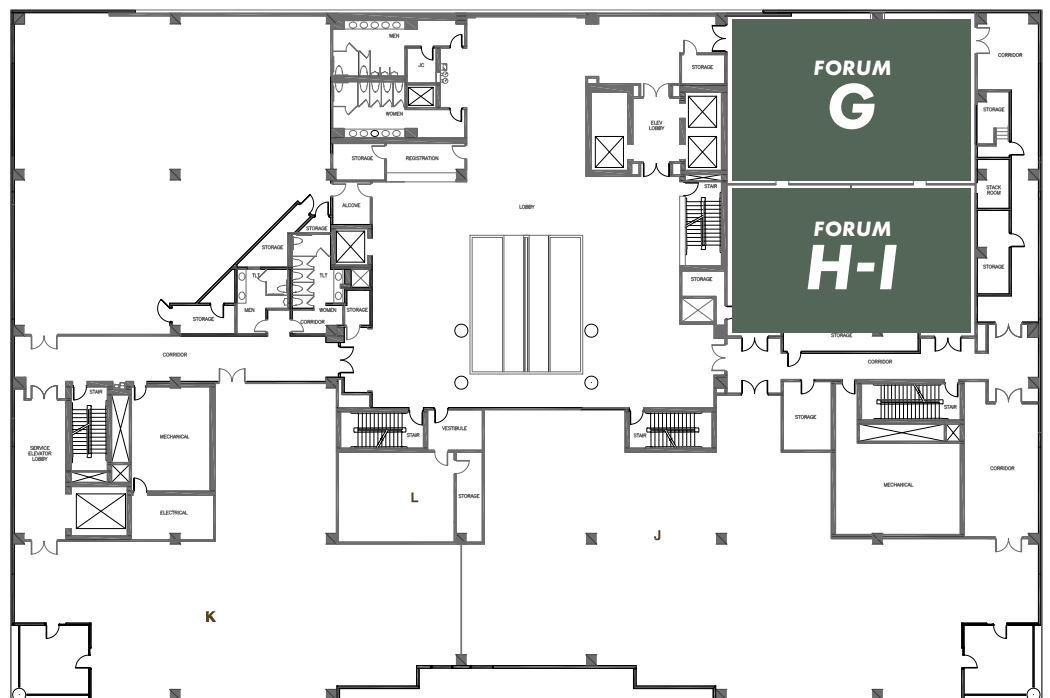 MEN
JC
WOMEN
STORAGE
REGISTRATION
ALCOVE
STORAGE
STORAGE
TLT
TLT
MEN
WOMEN
STORAGE
CORRIDOR
STORAGE
LOBBY
STORAGE
ELEV
LOBBY
STAIR
STORAGE
FORUM
G
FORUM
H-I
CORRIDOR
STORAGE
STACK
ROOM
STORAGE
STORAGE
CORRIDOR
CORRIDOR
STAIR
MECHANICAL
SERVICE
ELEVATOR
LOBBY
ELECTRICAL
STAIR
VESTIBULE
STAIR
L
STORAGE
J
STORAGE
STAIR
MECHANICAL
CORRIDOR
K